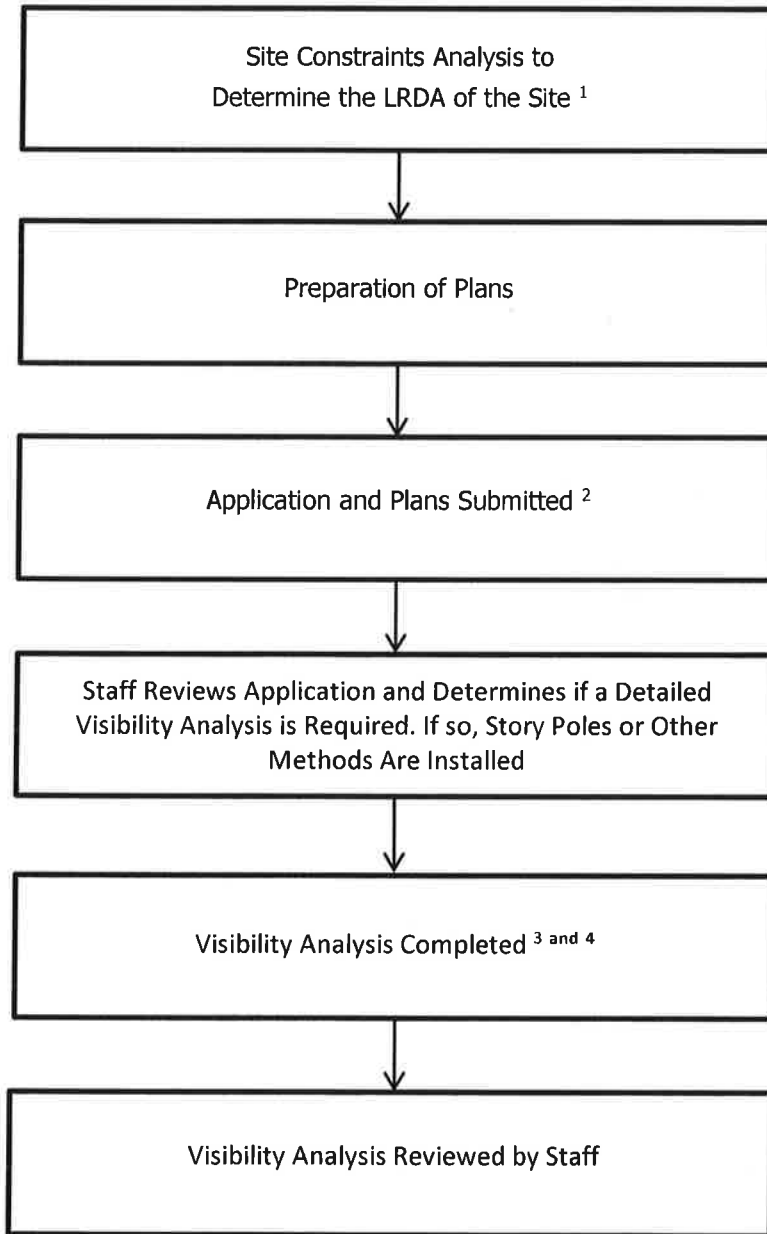 Site Constraints Analysis to
Determine the LRDA of the Site 1
Preparation of Plans
Application and Plans Submitted 2
Staff Reviews Application and Determines if a Detailed
Visibility Analysis is Required. If so, Story Poles or Other
Methods Are Installed
Visibility Analysis Completed 3 and 4
Visibility Analysis Reviewed by Staff